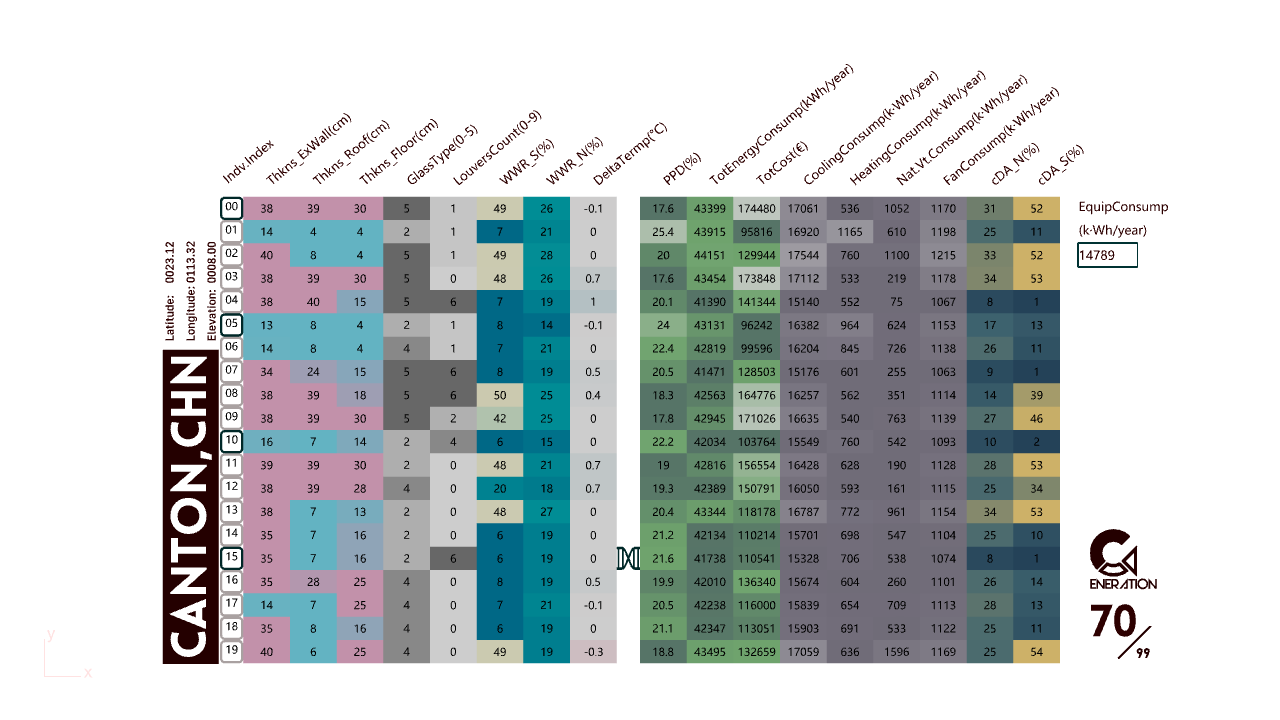 Indv.Index Thkns_ExWall(cm) Thkns_Roof(cm) Thkns_Floor(cm) GlassType(0-5) LouversCount(0-9) WWR_S(%) WWR_N(%) DeltaTermp(°C) PPD(%) TotEnergyConsump(kWh/year) TotCost(€) CoolingConsump(k·Wh/year) HeatingConsump(k·Wh/year) Nat.Vt.Consump(k·Wh/year) FanConsump(k·Wh/year) cDA_N(%) cDA_S(%)
00 38 39 30 5 1 49 26 -0.1 17.6 43399 174480 17061 536 1052 1170 31 52
01 14 4 4 2 1 7 21 0 25.4 43915 95816 16920 1165 610 1198 25 11
02 40 8 4 5 1 49 28 0 20 44151 129944 17544 760 1100 1215 33 52
03 38 39 30 5 0 48 26 0.7 17.6 43454 173848 17112 533 219 1178 34 53
04 38 40 15 5 6 7 19 1 20.1 41390 141344 15140 552 75 1067 8 1
05 13 8 4 2 1 8 14 -0.1 24 43131 96242 16382 964 624 1153 17 13
06 14 8 4 4 1 7 21 0 22.4 42819 99596 16204 845 726 1138 26 11
07 34 24 15 5 6 8 19 0.5 20.5 41471 128503 15176 601 255 1063 9 1
08 38 39 18 5 6 50 25 0.4 18.3 42563 164776 16257 562 351 1114 14 39
09 38 39 30 5 2 42 25 0 17.8 42945 171026 16635 540 763 1139 27 46
10 16 7 14 2 4 6 15 0 22.2 42034 103764 15549 760 542 1093 10 2
11 39 39 30 2 0 48 21 0.7 19 42816 156554 16428 628 190 1128 28 53
12 38 39 28 4 0 20 18 0.7 19.3 42389 150791 16050 593 161 1115 25 34
13 38 7 13 2 0 48 27 0 20.4 43344 118178 16787 772 961 1154 34 53
14 35 7 16 2 0 6 19 0 21.2 42134 110214 15701 698 547 1104 25 10
15 35 7 16 2 6 6 19 0 21.6 41738 110541 15328 706 538 1074 8 1
16 35 28 25 4 0 8 19 0.5 19.9 42010 136340 15674 604 260 1101 26 14
17 14 7 25 4 0 7 21 -0.1 20.5 42238 116000 15839 654 709 1113 28 13
18 35 8 16 4 0 6 19 0 21.1 42347 113051 15903 691 533 1122 25 11
19 40 6 25 4 0 49 19 -0.3 18.8 43495 132659 17059 636 1596 1169 25 54
Latitude: 0023.12
Longitude: 0113.32
Elevation: 0008.00
CANTON,CHN
EquipConsump
(k·Wh/year)
14789
ENERATION
70/99
y
x